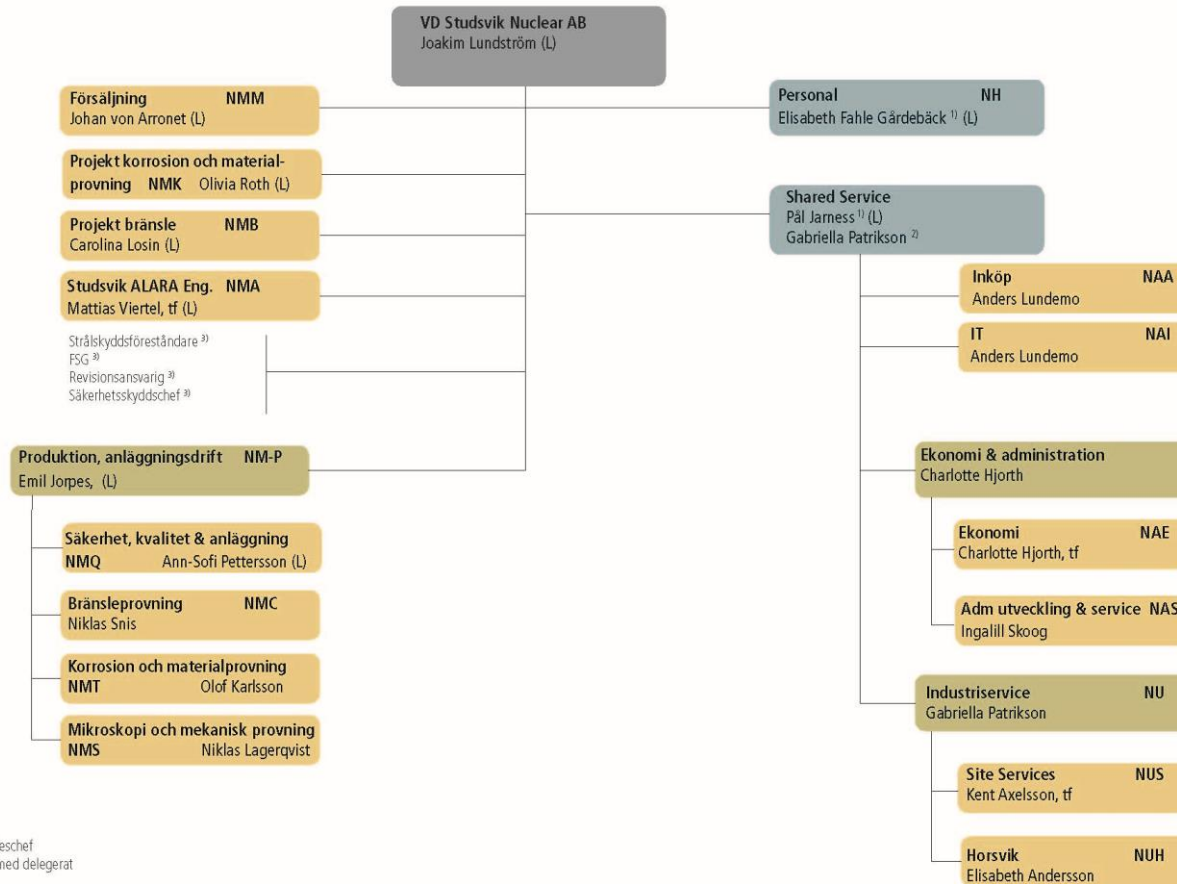 VD Studsvik Nuclear AB
Joakim Lundström (L)
Försäljning NMM
Johan von Arronet (L)
Projekt korrosion och material-
provning NMK Olivia Roth (L)
Projekt bränsle NMB
Carolina Losin (L)
Studsvik ALARA Eng. NMA
Mattias Viertel, tf (L)
Strålskyddsföreståndare 3)
FSG 3)
Revisionsansvarig 3)
Säkerhetsskyddschef 3)
Produktion, anläggningsdrift NM-P
Emil Jorpes, (L)
Säkerhet, kvalitet & anläggning
NMQ Ann-Sofi Pettersson (L)
Bränsleprovning NMC
Niklas Snis
Korrosion och materialprovning
NMT Olof Karlsson
Mikroskopi och mekanisk provning
NMS Niklas Lagerqvist
Personal NH
Elisabeth Fahle Gårdebäck 1) (L)
Shared Service
Pål Jarness 1) (L)
Gabriella Patrikson 2)
Inköp NAA
Anders Lundemo
IT NAI
Anders Lundemo
Ekonomi & administration
Charlotte Hjorth
Ekonomi NAE
Charlotte Hjorth, tf
Adm utveckling & service NAS
Ingalill Skoog
Industriservice NU
Gabriella Patrikson
Site Services NUS
Kent Axelsson, tf
Horsvik NUH
Elisabeth Andersson
eschef
med delegerat